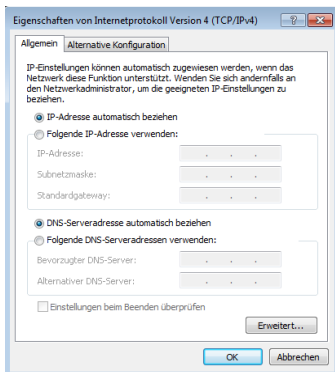 Eigenschaften von Internetprotokoll Version 4 (TCP/IPv4)
Allgemein
Alternative Konfiguration
IP-Einstellungen können automatisch zugewiesen werden, wenn das
Netzwerk diese Funktion unterstützt. Wenden Sie sich andernfalls an
den Netzwerkadministrator, um die geeigneten IP-Einstellungen zu
beziehen.
IP-Adresse automatisch beziehen
Folgende IP-Adresse verwenden:
IP-Adresse:
Subnetzmaske:
Standardgateway:
DNS-Serveradresse automatisch beziehen
Folgende DNS-Serveradressen verwenden:
Bevorzugter DNS-Server:
Alternativer DNS-Server:
Einstellungen beim Beenden überprüfen
Erweitert...
OK
Abbrechen